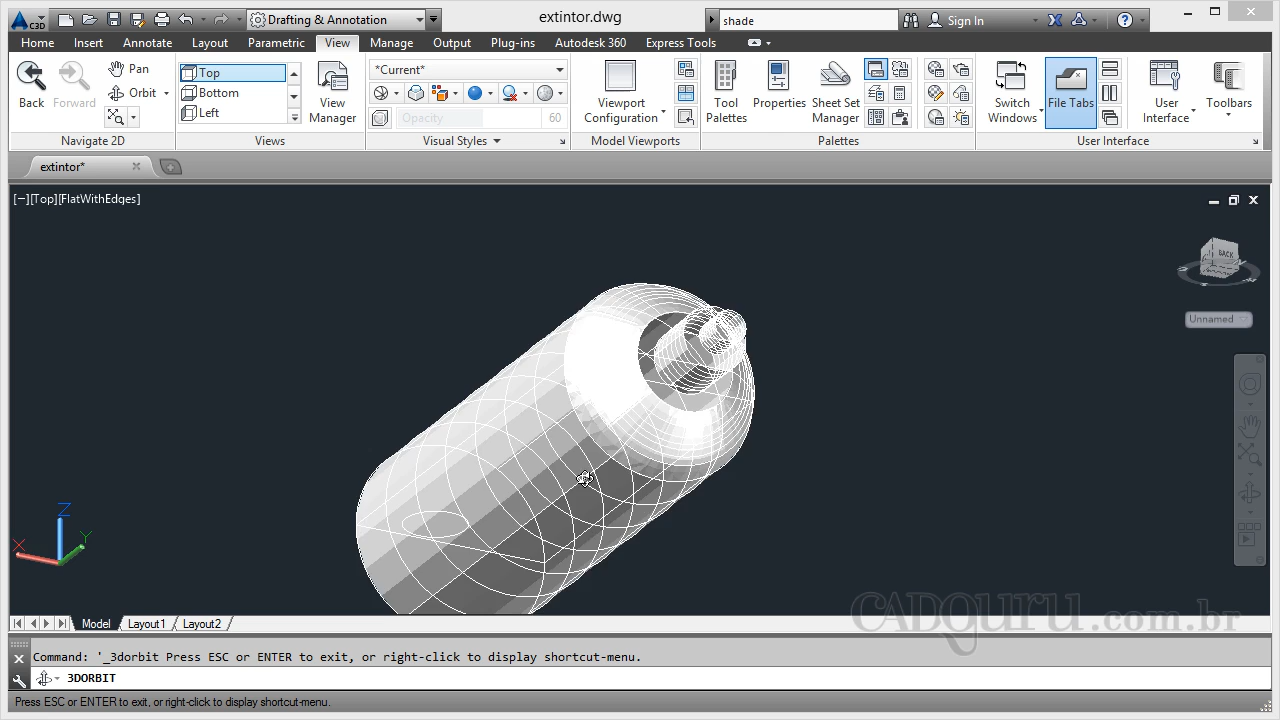 C3D
Drafting & Annotation
extintor.dwg
shade
Sign In
Home Insert Annotate Layout Parametric View Manage Output Plug-ins Autodesk 360 Express Tools
Back
Forward
Pan
Orbit
Navigate 2D
Top
Bottom
Left
View
Manager
Views
*Current*
Opacity 60
Visual Styles
Viewport
Configuration
Model Viewports
Tool
Palettes
Properties
Sheet Set
Manager
Palettes
Switch
Windows
File Tabs
User
Interface
Toolbars
User Interface
extintor*
[−][Top][FlatWithEdges]
BACK
Unnamed
Z
X
Y
Model Layout1 Layout2
CADguru.com.br
Command: '_3dorbit Press ESC or ENTER to exit, or right-click to display shortcut-menu.
3DORBIT
Press ESC or ENTER to exit, or right-click to display shortcut-menu.